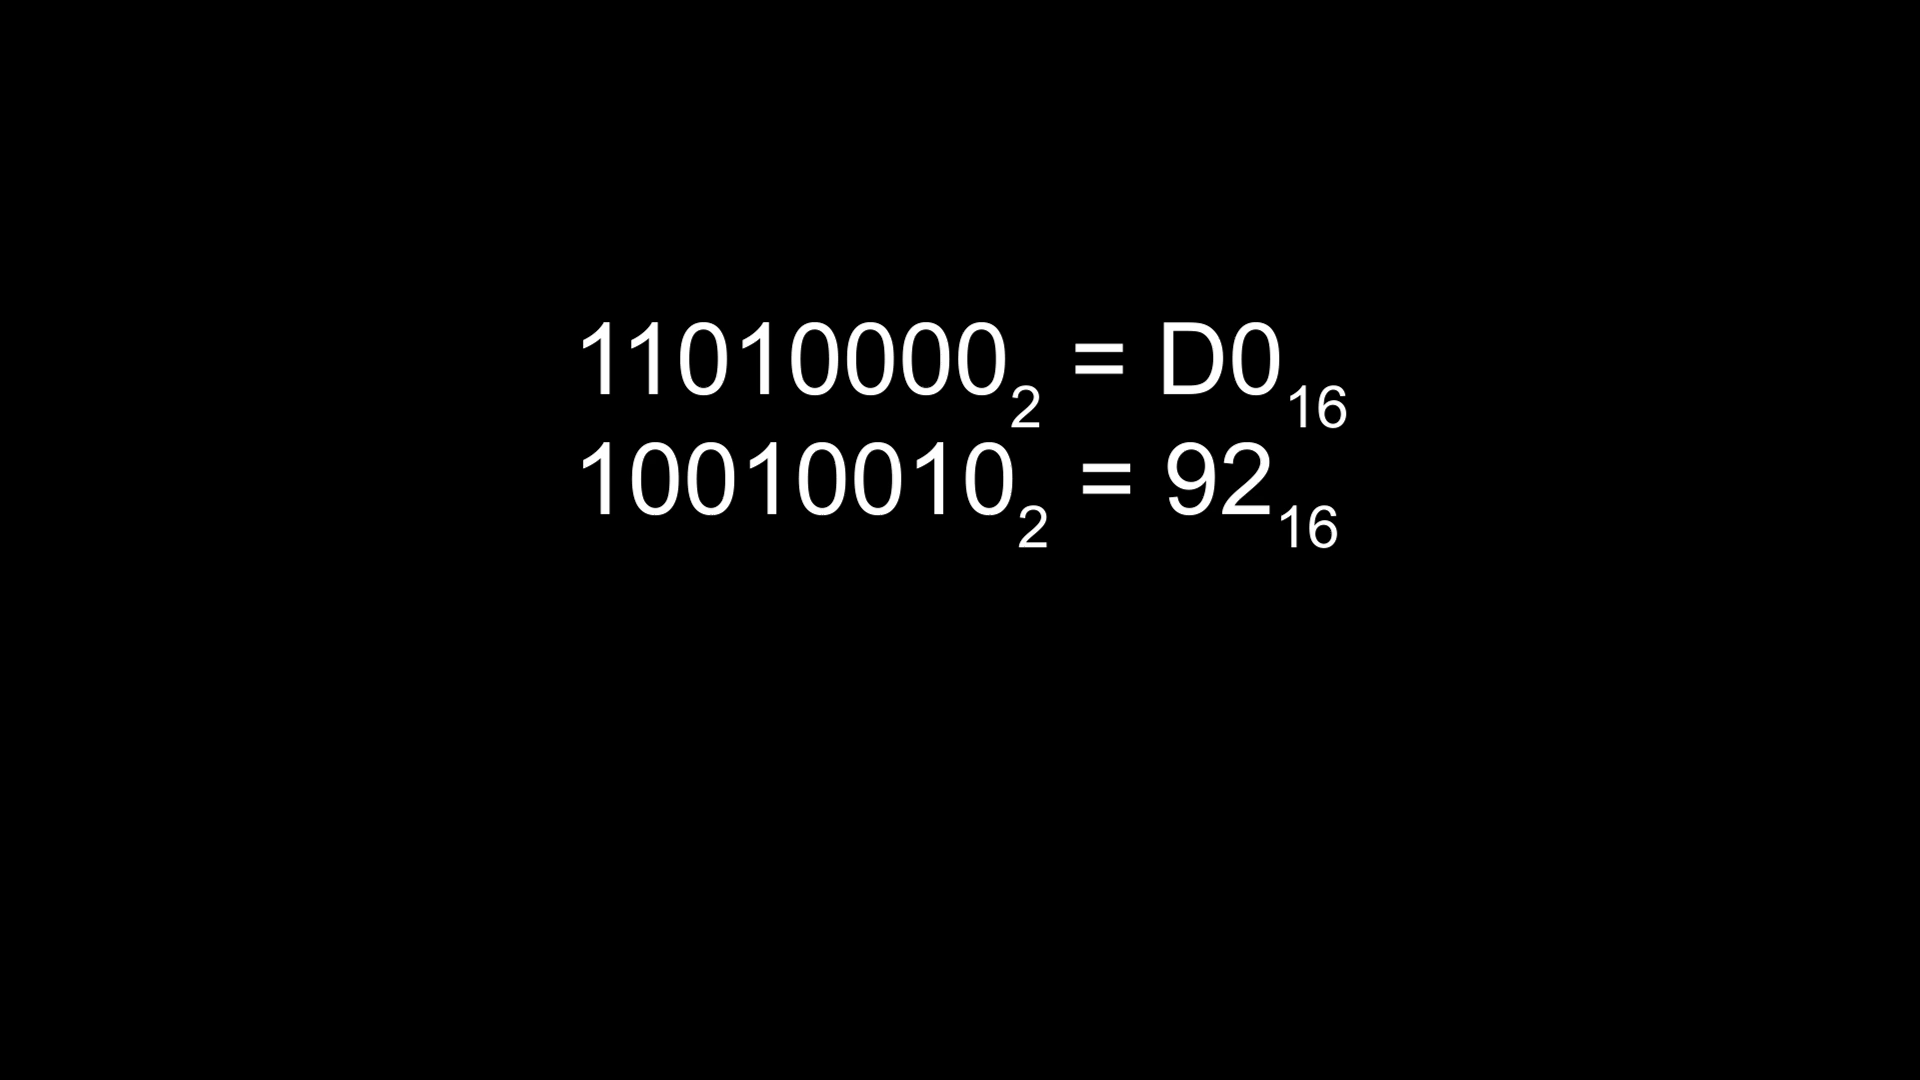 11010000₂ = D0₁₆
10010010₂ = 92₁₆